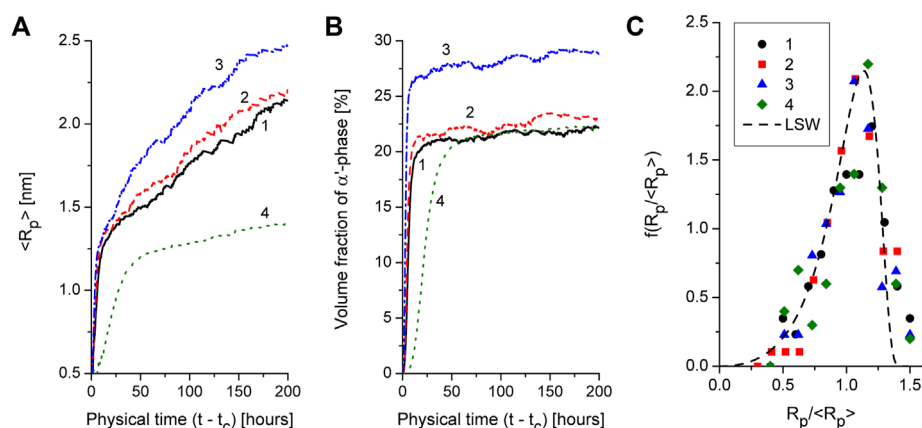 A
2.5
2.0
1.5
1.0
0.5
<Rp> [nm]
3
2
1
4
0 50 100 150 200
Physical time (t - tc) [hours]
B
35
30
25
20
15
10
5
0
Volume fraction of α'-phase [%]
3
2
1
4
0 50 100 150 200
Physical time (t - tc) [hours]
C
1
2
3
4
LSW
2.5
2.0
1.5
1.0
0.5
0.0
f(Rp/<Rp>)
0.0 0.5 1.0 1.5
Rp/<Rp>